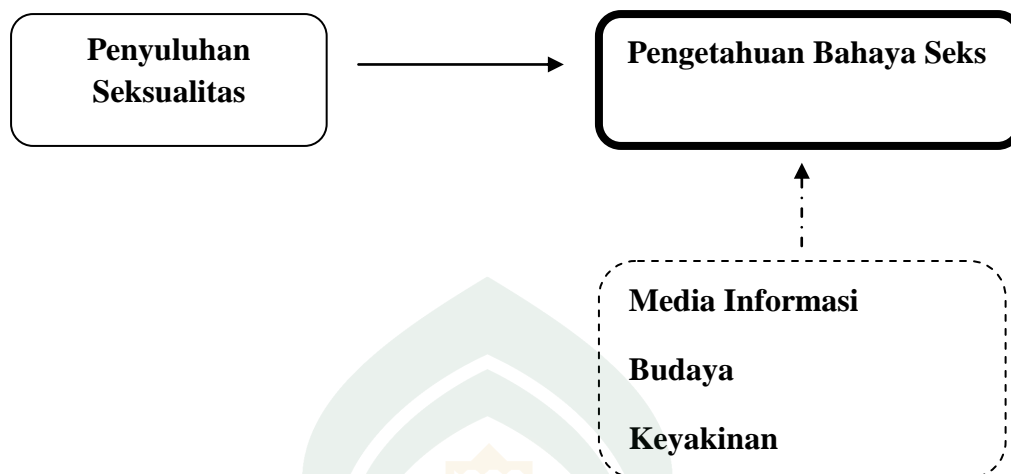 Penyuluhan
Seksualitas
Pengetahuan Bahaya Seks
Media Informasi
Budaya
Keyakinan